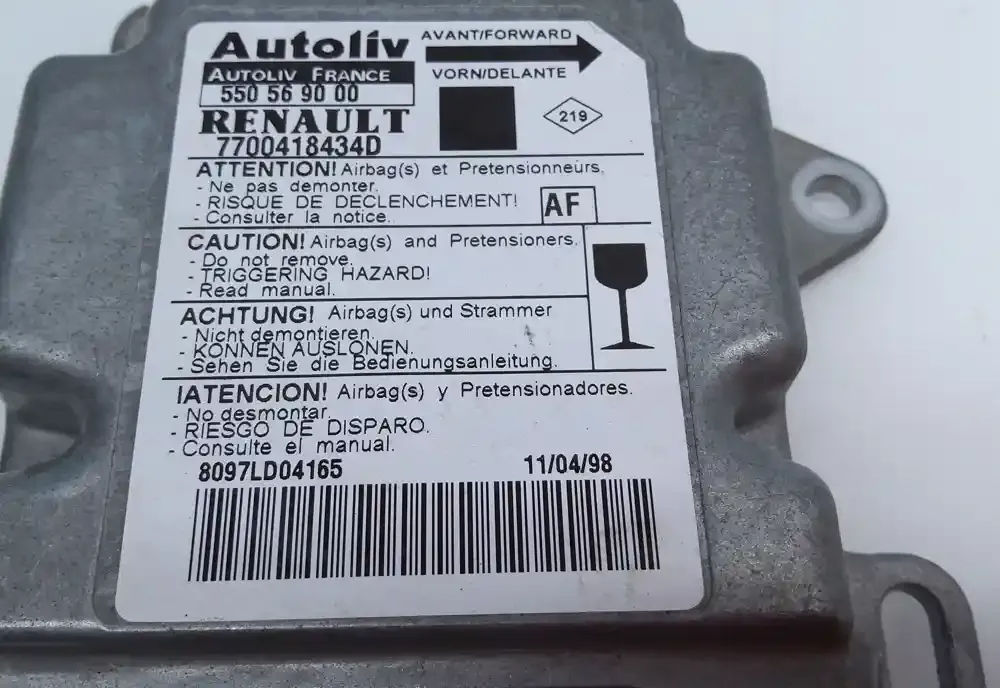 Autoliv
AVANT/FORWARD
AUTOLIV FRANCE
VORN/DELANTE
550 56 90 00
RENAULT
219
7700418434D
ATTENTION! Airbag(s) et Pretensionneurs.
- Ne pas demonter.
- RISQUE DE DECLENCHEMENT!
- Consulter la notice.
AF
CAUTION! Airbag(s) and Pretensioners.
- Do not remove.
- TRIGGERING HAZARD!
- Read manual.
ACHTUNG! Airbag(s) und Strammer
- Nicht demontieren.
- KONNEN AUSLONEN.
- Sehen Sie die Bedienungsanleitung.
IATENCION! Airbag(s) y Pretensionadores.
- No desmontar.
- RIESGO DE DISPARO.
- Consulte el manual.
8097LD04165
11/04/98